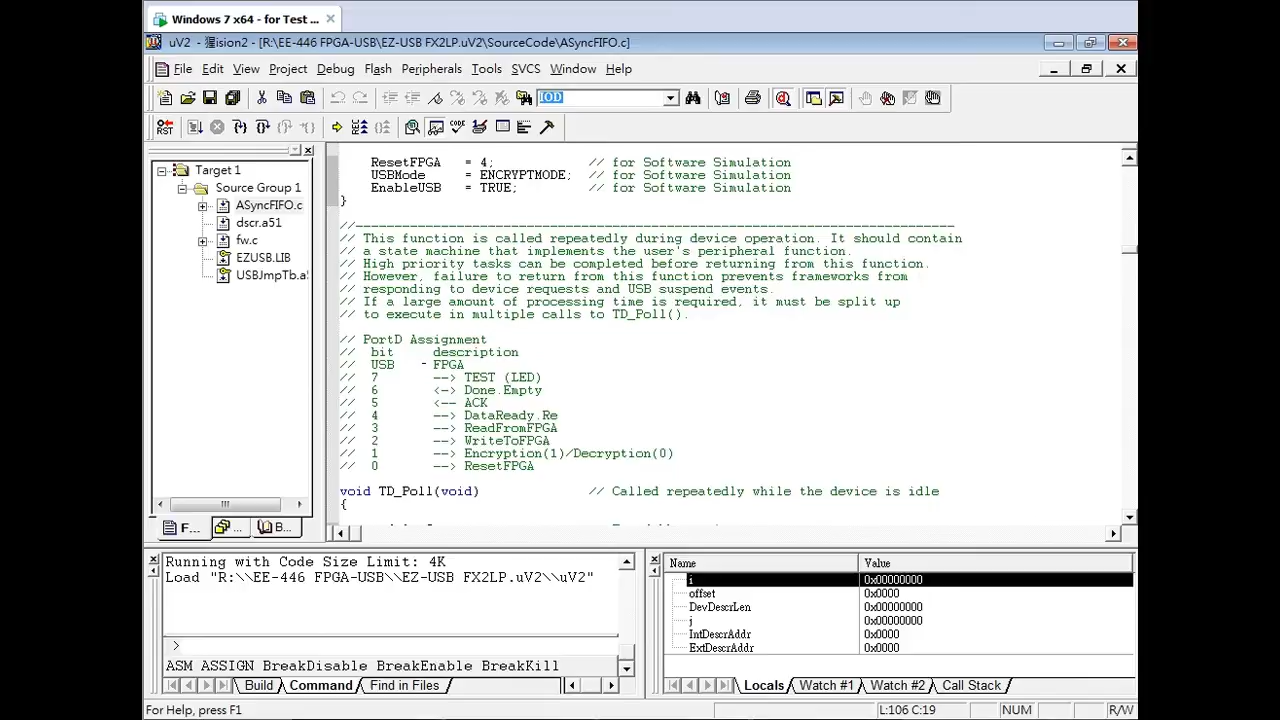 Windows 7 x64 - for Test ...
uV2 - 獧ision2 - [R:\EE-446 FPGA-USB\EZ-USB FX2LP.uV2\SourceCode\ASyncFIFO.c]
File Edit View Project Debug Flash Peripherals Tools SVCS Window Help
IOD
RST
Target 1
Source Group 1
ASyncFIFO.c
dscr.a51
fw.c
EZUSB.LIB
USBJmpTb.a
F... ... B...
ResetFPGA = 4; // for Software Simulation
USBMode = ENCRYPTMODE; // for Software Simulation
EnableUSB = TRUE; // for Software Simulation
}
//-----------------------------------------------------------------------------
// This function is called repeatedly during device operation. It should contain
// a state machine that implements the user's peripheral function.
// High priority tasks can be completed before returning from this function.
// However, failure to return from this function prevents frameworks from
// responding to device requests and USB suspend events.
// If a large amount of processing time is required, it must be split up
// to execute in multiple calls to TD_Poll().
// PortD Assignment
// bit description
// USB - FPGA
// 7 --> TEST (LED)
// 6 <-> Done.Empty
// 5 <-- ACK
// 4 --> DataReady.Re
// 3 --> ReadFromFPGA
// 2 --> WriteToFPGA
// 1 --> Encryption(1)/Decryption(0)
// 0 --> ResetFPGA
void TD_Poll(void) // Called repeatedly while the device is idle
{
Running with Code Size Limit: 4K
Load "R:\\EE-446 FPGA-USB\\EZ-USB FX2LP.uV2\\uV2"
>
ASM ASSIGN BreakDisable BreakEnable BreakKill
Build Command Find in Files
Name Value
i 0x00000000
offset 0x0000
DevDescrLen 0x00000000
j 0x00000000
IntDescrAddr 0x0000
ExtDescrAddr 0x0000
Locals Watch #1 Watch #2 Call Stack
For Help, press F1 L:106 C:19 NUM R/W